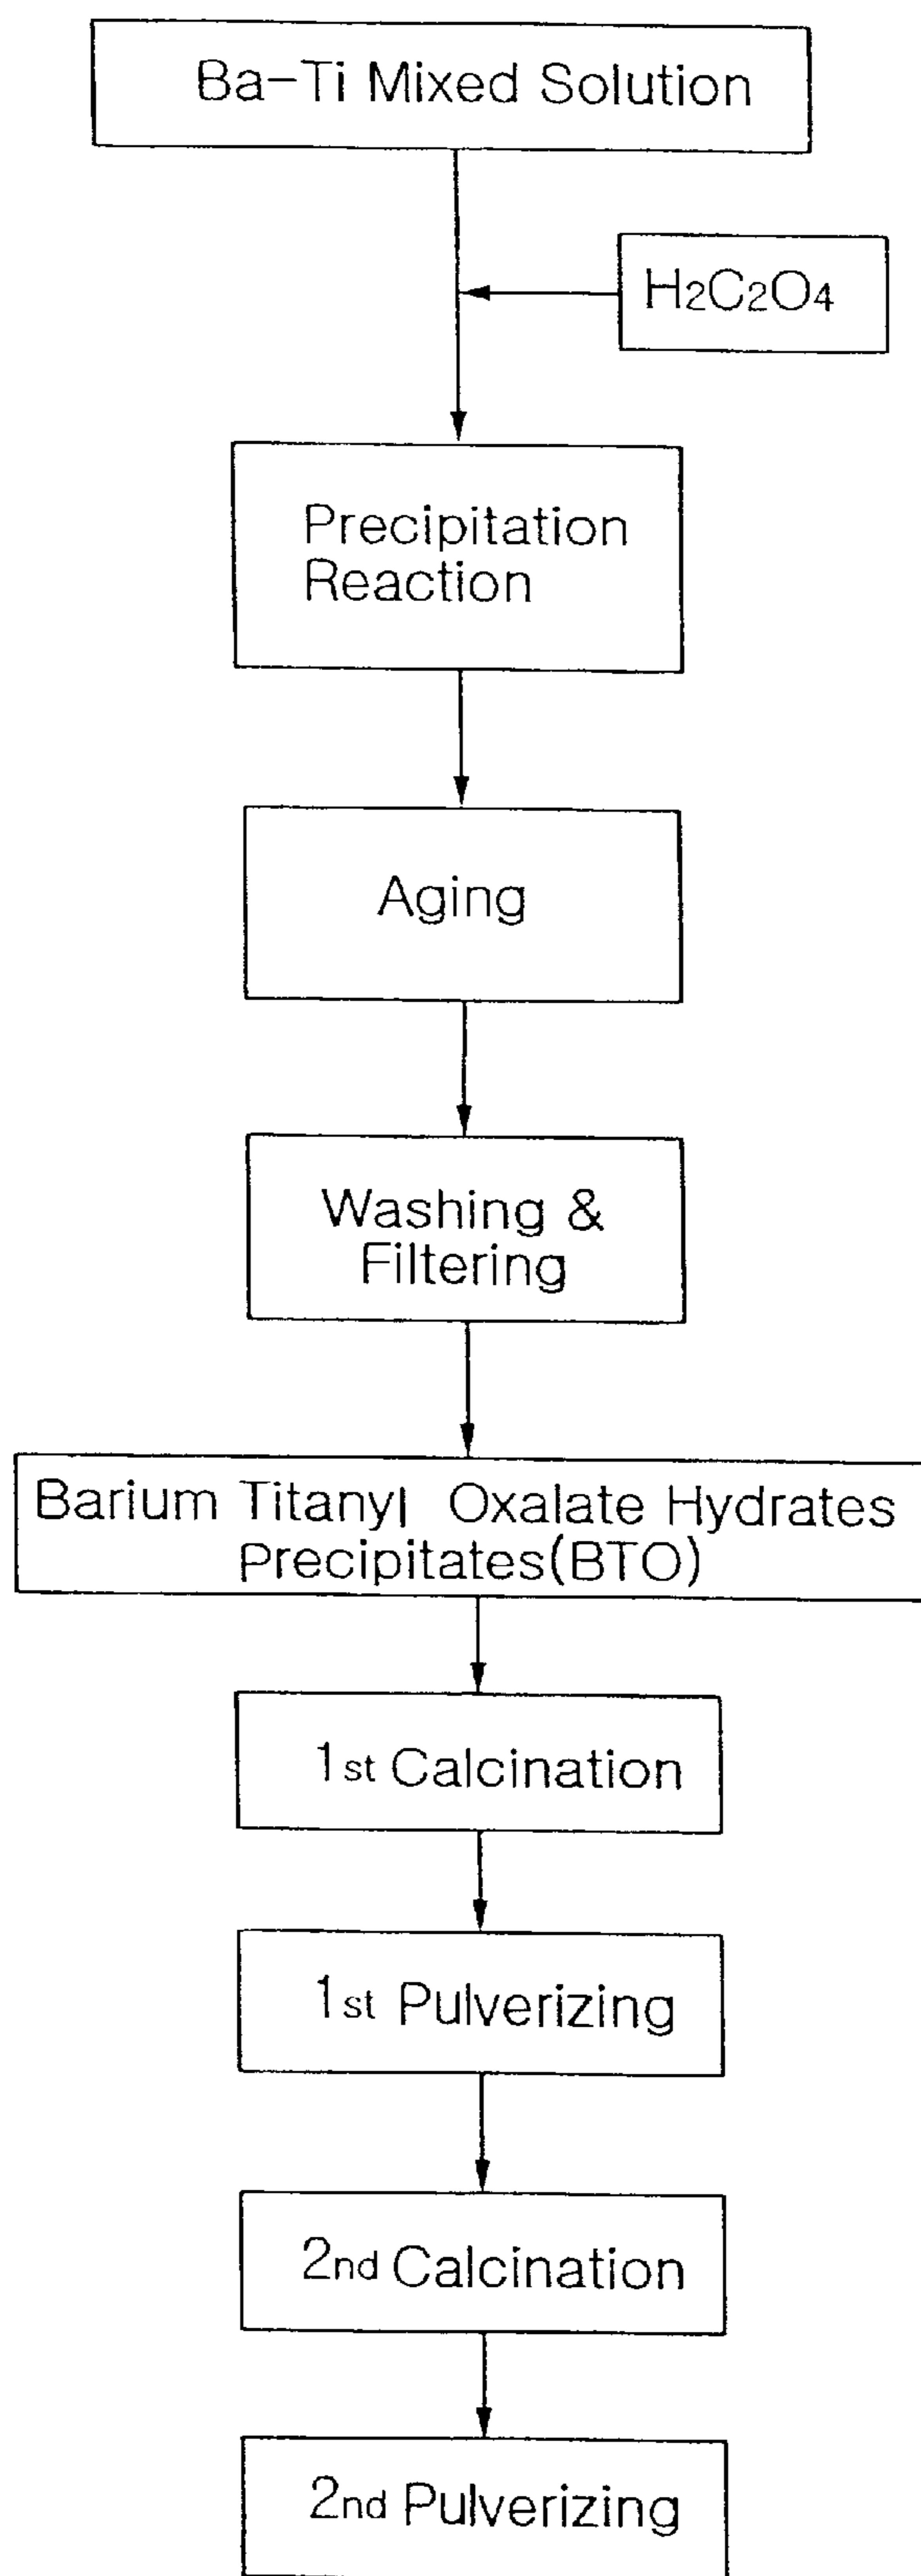 Ba-Ti Mixed Solution
H2C2O4
Precipitation
Reaction
Aging
Washing &
Filtering
Barium Titanyl Oxalate Hydrates
Precipitates(BTO)
1st Calcination
1st Pulverizing
2nd Calcination
2nd Pulverizing